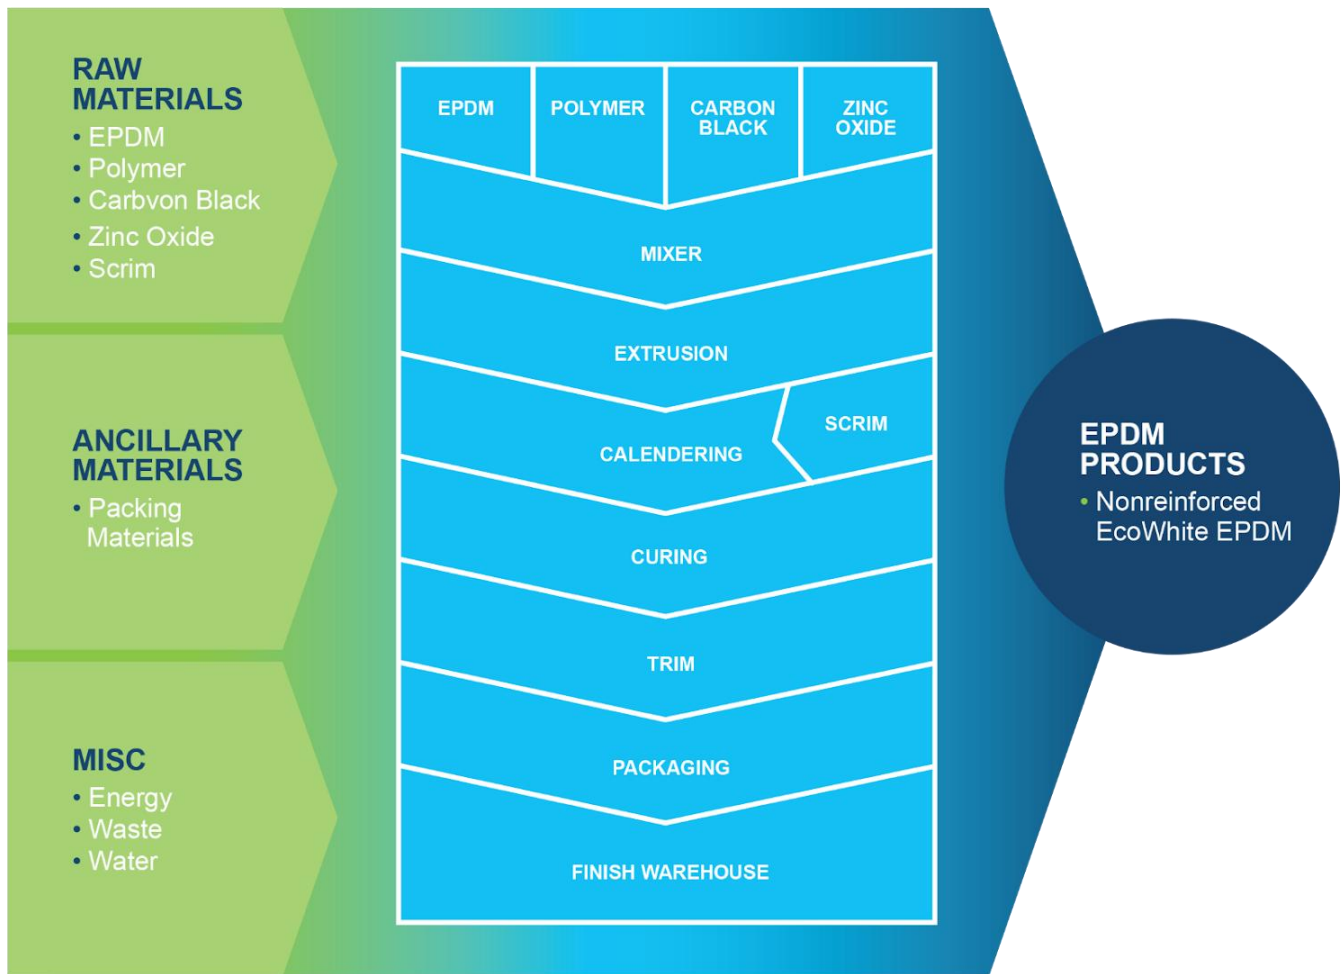 RAW
MATERIALS
• EPDM
• Polymer
• Carbvon Black
• Zinc Oxide
• Scrim
ANCILLARY
MATERIALS
• Packing
Materials
MISC
• Energy
• Waste
• Water
EPDM
POLYMER
CARBON
BLACK
ZINC
OXIDE
MIXER
EXTRUSION
CALENDERING
SCRIM
CURING
TRIM
PACKAGING
FINISH WAREHOUSE
EPDM
PRODUCTS
• Nonreinforced
EcoWhite EPDM